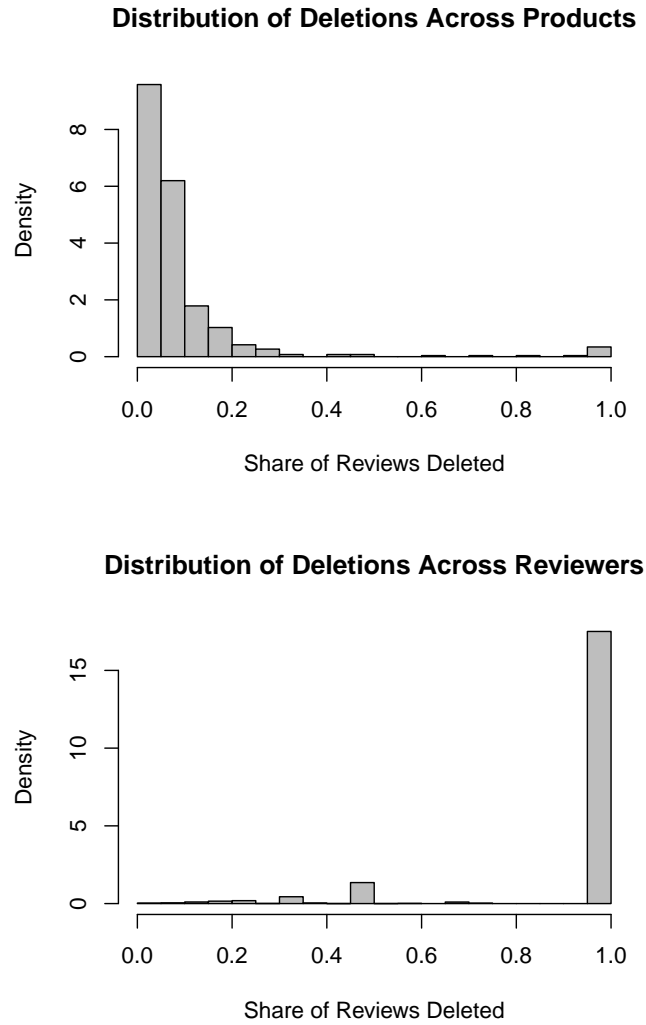 Distribution of Deletions Across Products
8
6
4
2
0
Density
0.0 0.2 0.4 0.6 0.8 1.0
Share of Reviews Deleted
Distribution of Deletions Across Reviewers
15
10
5
0
Density
0.0 0.2 0.4 0.6 0.8 1.0
Share of Reviews Deleted